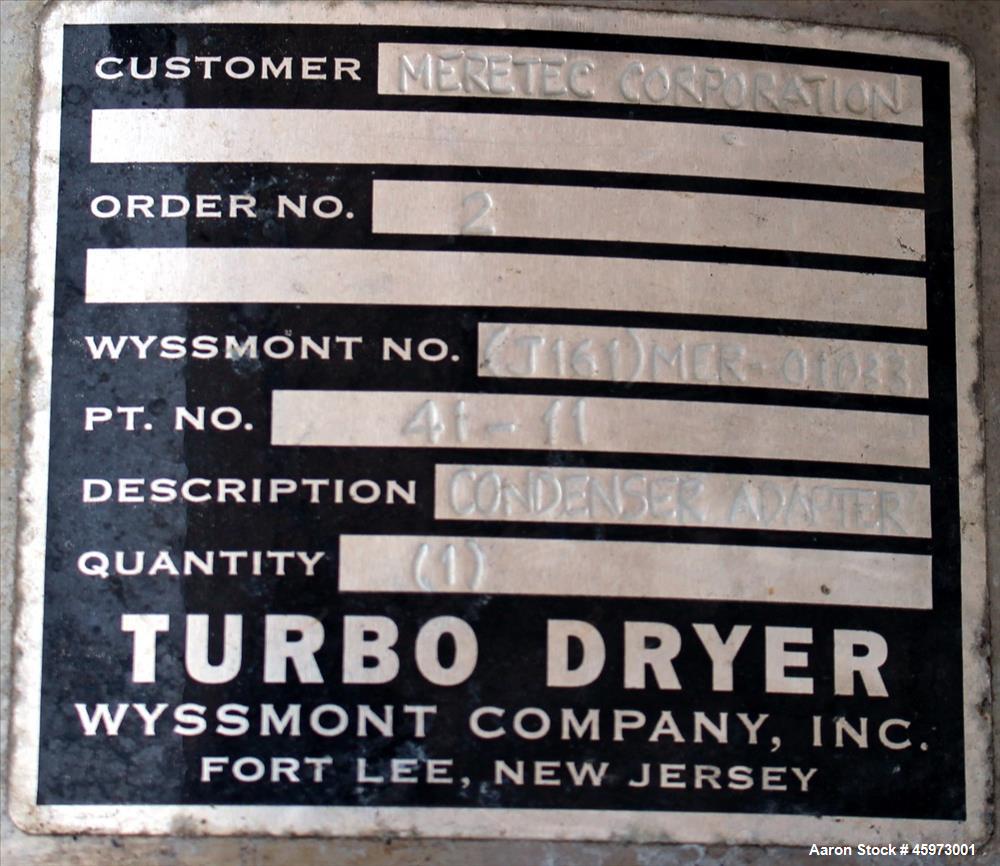 CUSTOMER MERETEC CORPORATION
ORDER NO. 2
WYSSMONT NO. (J161)MER-01033
PT. NO. 41-11
DESCRIPTION CONDENSER ADAPTER
QUANTITY (1)
TURBO DRYER
WYSSMONT COMPANY, INC.
FORT LEE, NEW JERSEY
Aaron Stock # 45973001